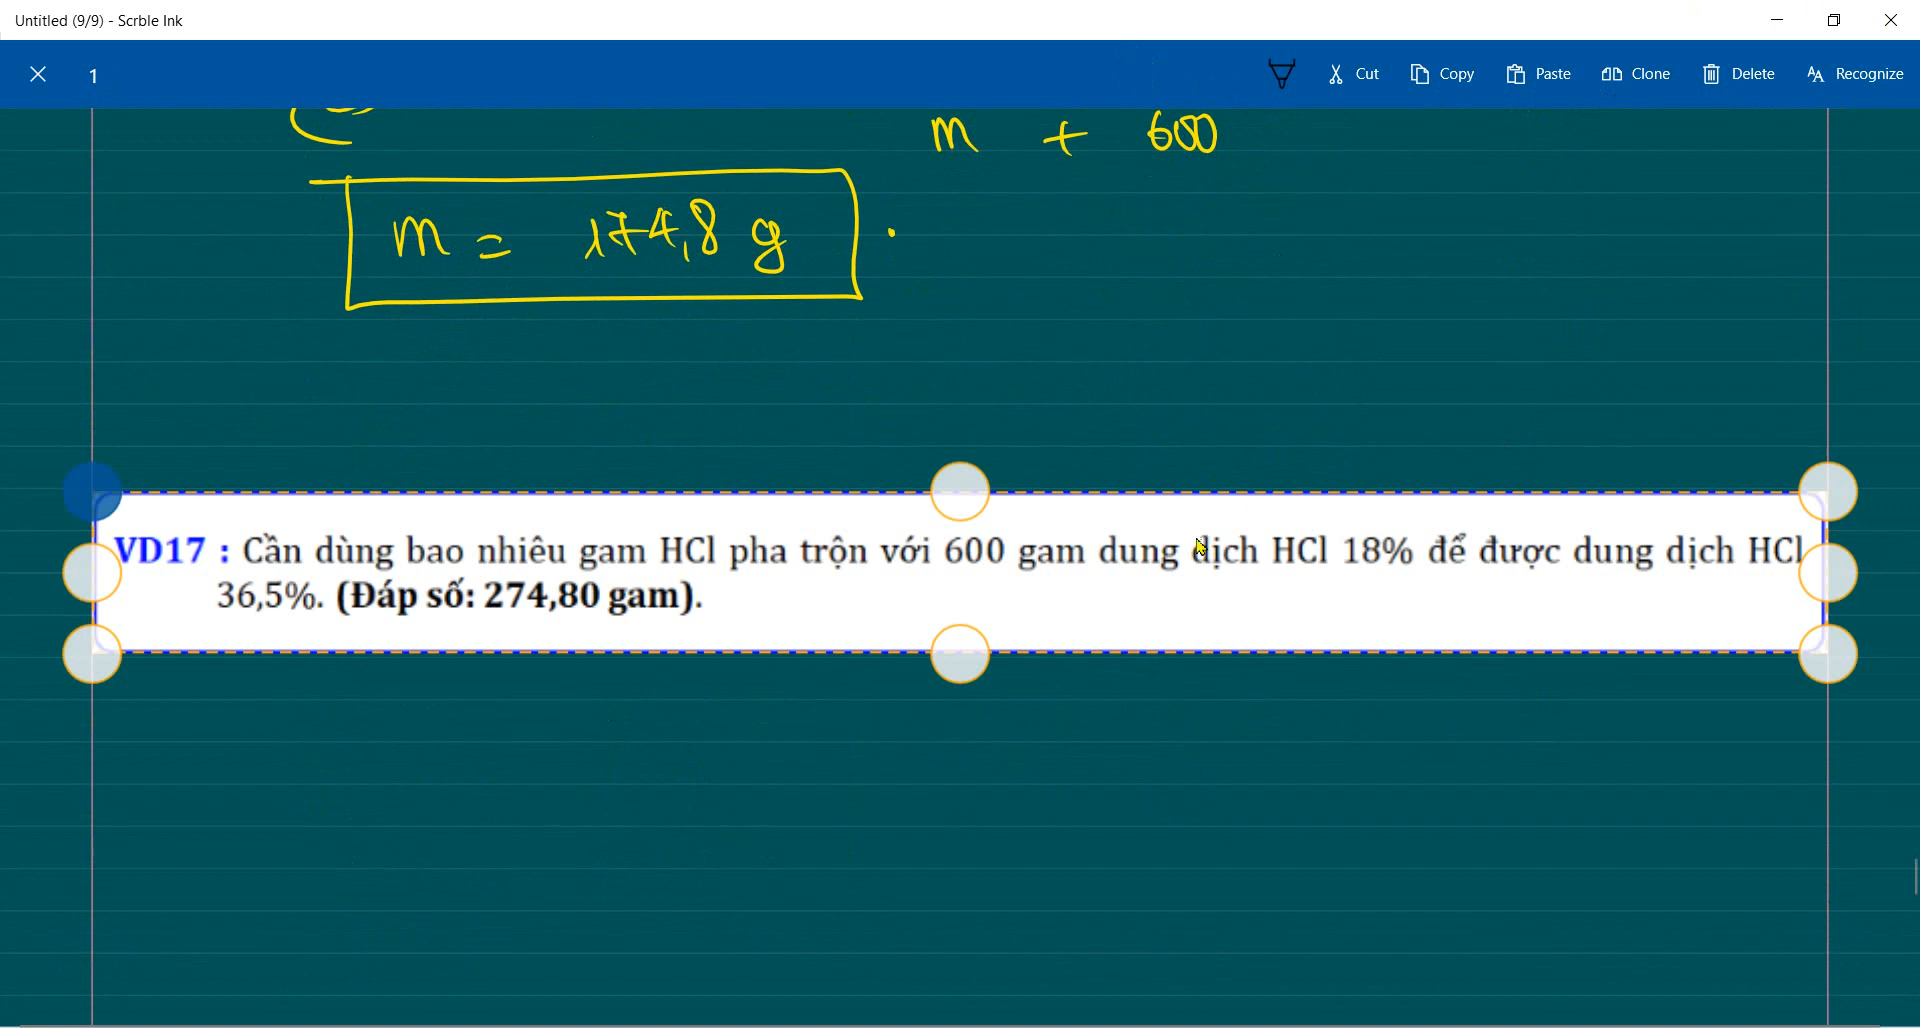 Untitled (9/9) - Scrble Ink
1 Cut Copy Paste Clone Delete Recognize
m + 600
m = 174,8 g .
VD17 : Cần dùng bao nhiêu gam HCl pha trộn với 600 gam dung dịch HCl 18% để được dung dịch HCl
36,5%. (Đáp số: 274,80 gam).